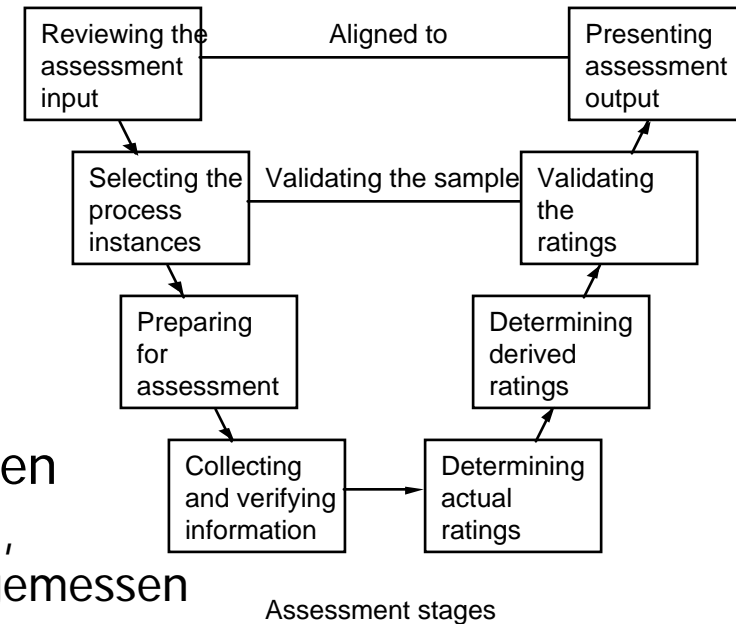 Reviewing the
assessment
input
Aligned to
Presenting
assessment
output
Selecting the
process
instances
Validating the sample
Validating
the
ratings
Preparing
for
assessment
Determining
derived
ratings
Collecting
and verifying
information
Determining
actual
ratings
en
,
emessen
Assessment stages